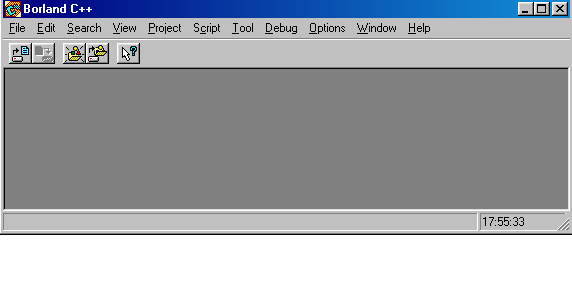 Borland C++
File Edit Search View Project Script Tool Debug Options Window Help
17:55:33